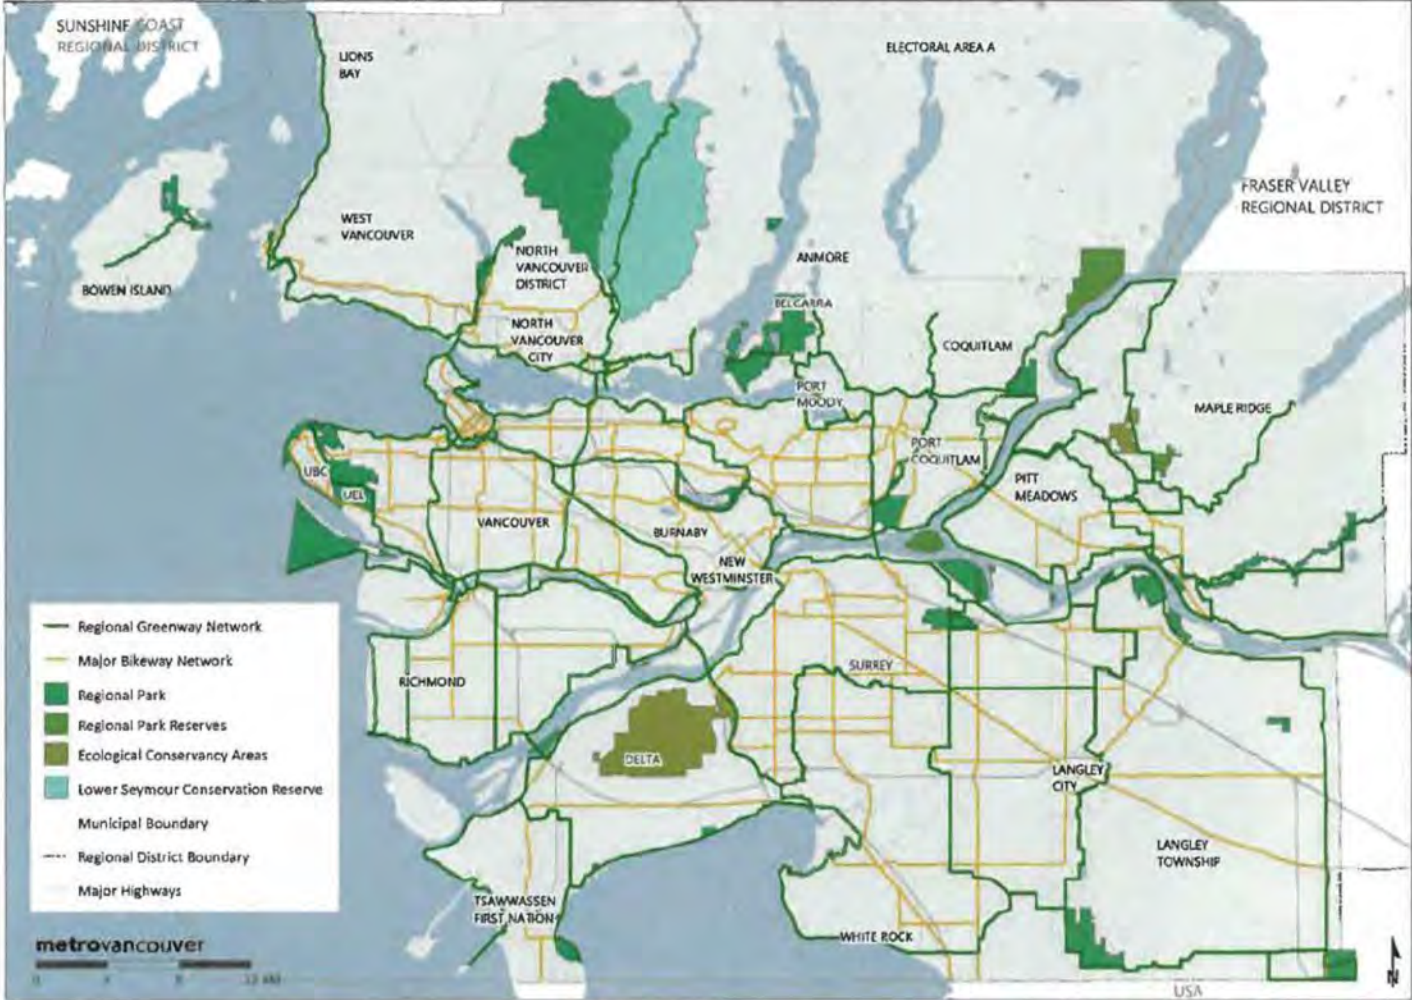 SUNSHINE COAST
REGIONAL DISTRICT
LIONS
BAY
ELECTORAL AREA A
FRASER VALLEY
REGIONAL DISTRICT
WEST
VANCOUVER
NORTH
VANCOUVER
DISTRICT
ANMORE
BOWEN ISLAND
BELCARRA
NORTH
VANCOUVER
CITY
COQUITLAM
PORT
MOODY
MAPLE RIDGE
PORT
COQUITLAM
UBC
UEL
PITT
MEADOWS
VANCOUVER
BURNABY
NEW
WESTMINSTER
Regional Greenway Network
Major Bikeway Network
Regional Park
Regional Park Reserves
Ecological Conservancy Areas
Lower Seymour Conservation Reserve
Municipal Boundary
Regional District Boundary
Major Highways
RICHMOND
SURREY
DELTA
LANGLEY
CITY
LANGLEY
TOWNSHIP
TSAWWASSEN
FIRST NATION
WHITE ROCK
metrovancouver
0
N
USA